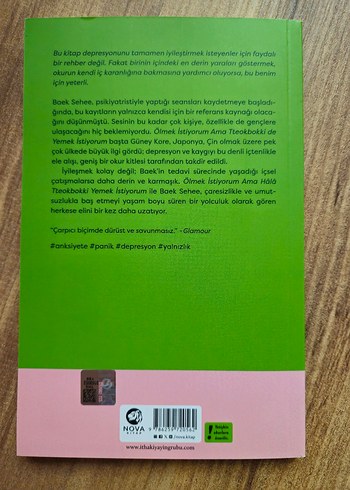 Bu kitap depresyonunu tamamen iyileştirmek isteyenler için faydalı
bir rehber değil. Fakat birinin içindeki en derin yaraları göstermek,
okurun kendi iç karanlığına bakmasına yardımcı oluyorsa, bu benim
için yeterli.
Baek Sehee, psikiyatristiyle yaptığı seansları kaydetmeye başladı-
ğında, bu kayıtların yalnızca kendisi için bir referans kaynağı olaca-
ğını düşünmüştü. Sesinin bu kadar çok kişiye, özellikle de gençlere
ulaşacağını hiç beklemiyordu. Ölmek İstiyorum Ama Tteokbokki de
Yemek İstiyorum başta Güney Kore, Japonya, Çin olmak üzere pek
çok ülkede büyük ilgi gördü; depresyon ve kaygıyı bu denli içtenlikle
ele alışı, geniş bir okur kitlesi tarafından takdir edildi.
İyileşmek kolay değil; Baek'in tedavi sürecinde yaşadığı içsel
çatışmalarsa daha derin ve karmaşık. Ölmek İstiyorum Ama Hâlâ
Tteokbokki Yemek İstiyorum ile Baek, çaresizlikle ve umut-
suzlukla baş etmeyi yaşam boyu süren bir yolculuk olarak gören
herkese elini bir kez daha uzatıyor.
"Çarpıcı biçimde dürüst ve savunmasız." - Glamour
#anksiyete #panik #depresyon #yalnızlık
NOVA
KİTAP
9 786259 720562
www.ithakiyayingrubu.com